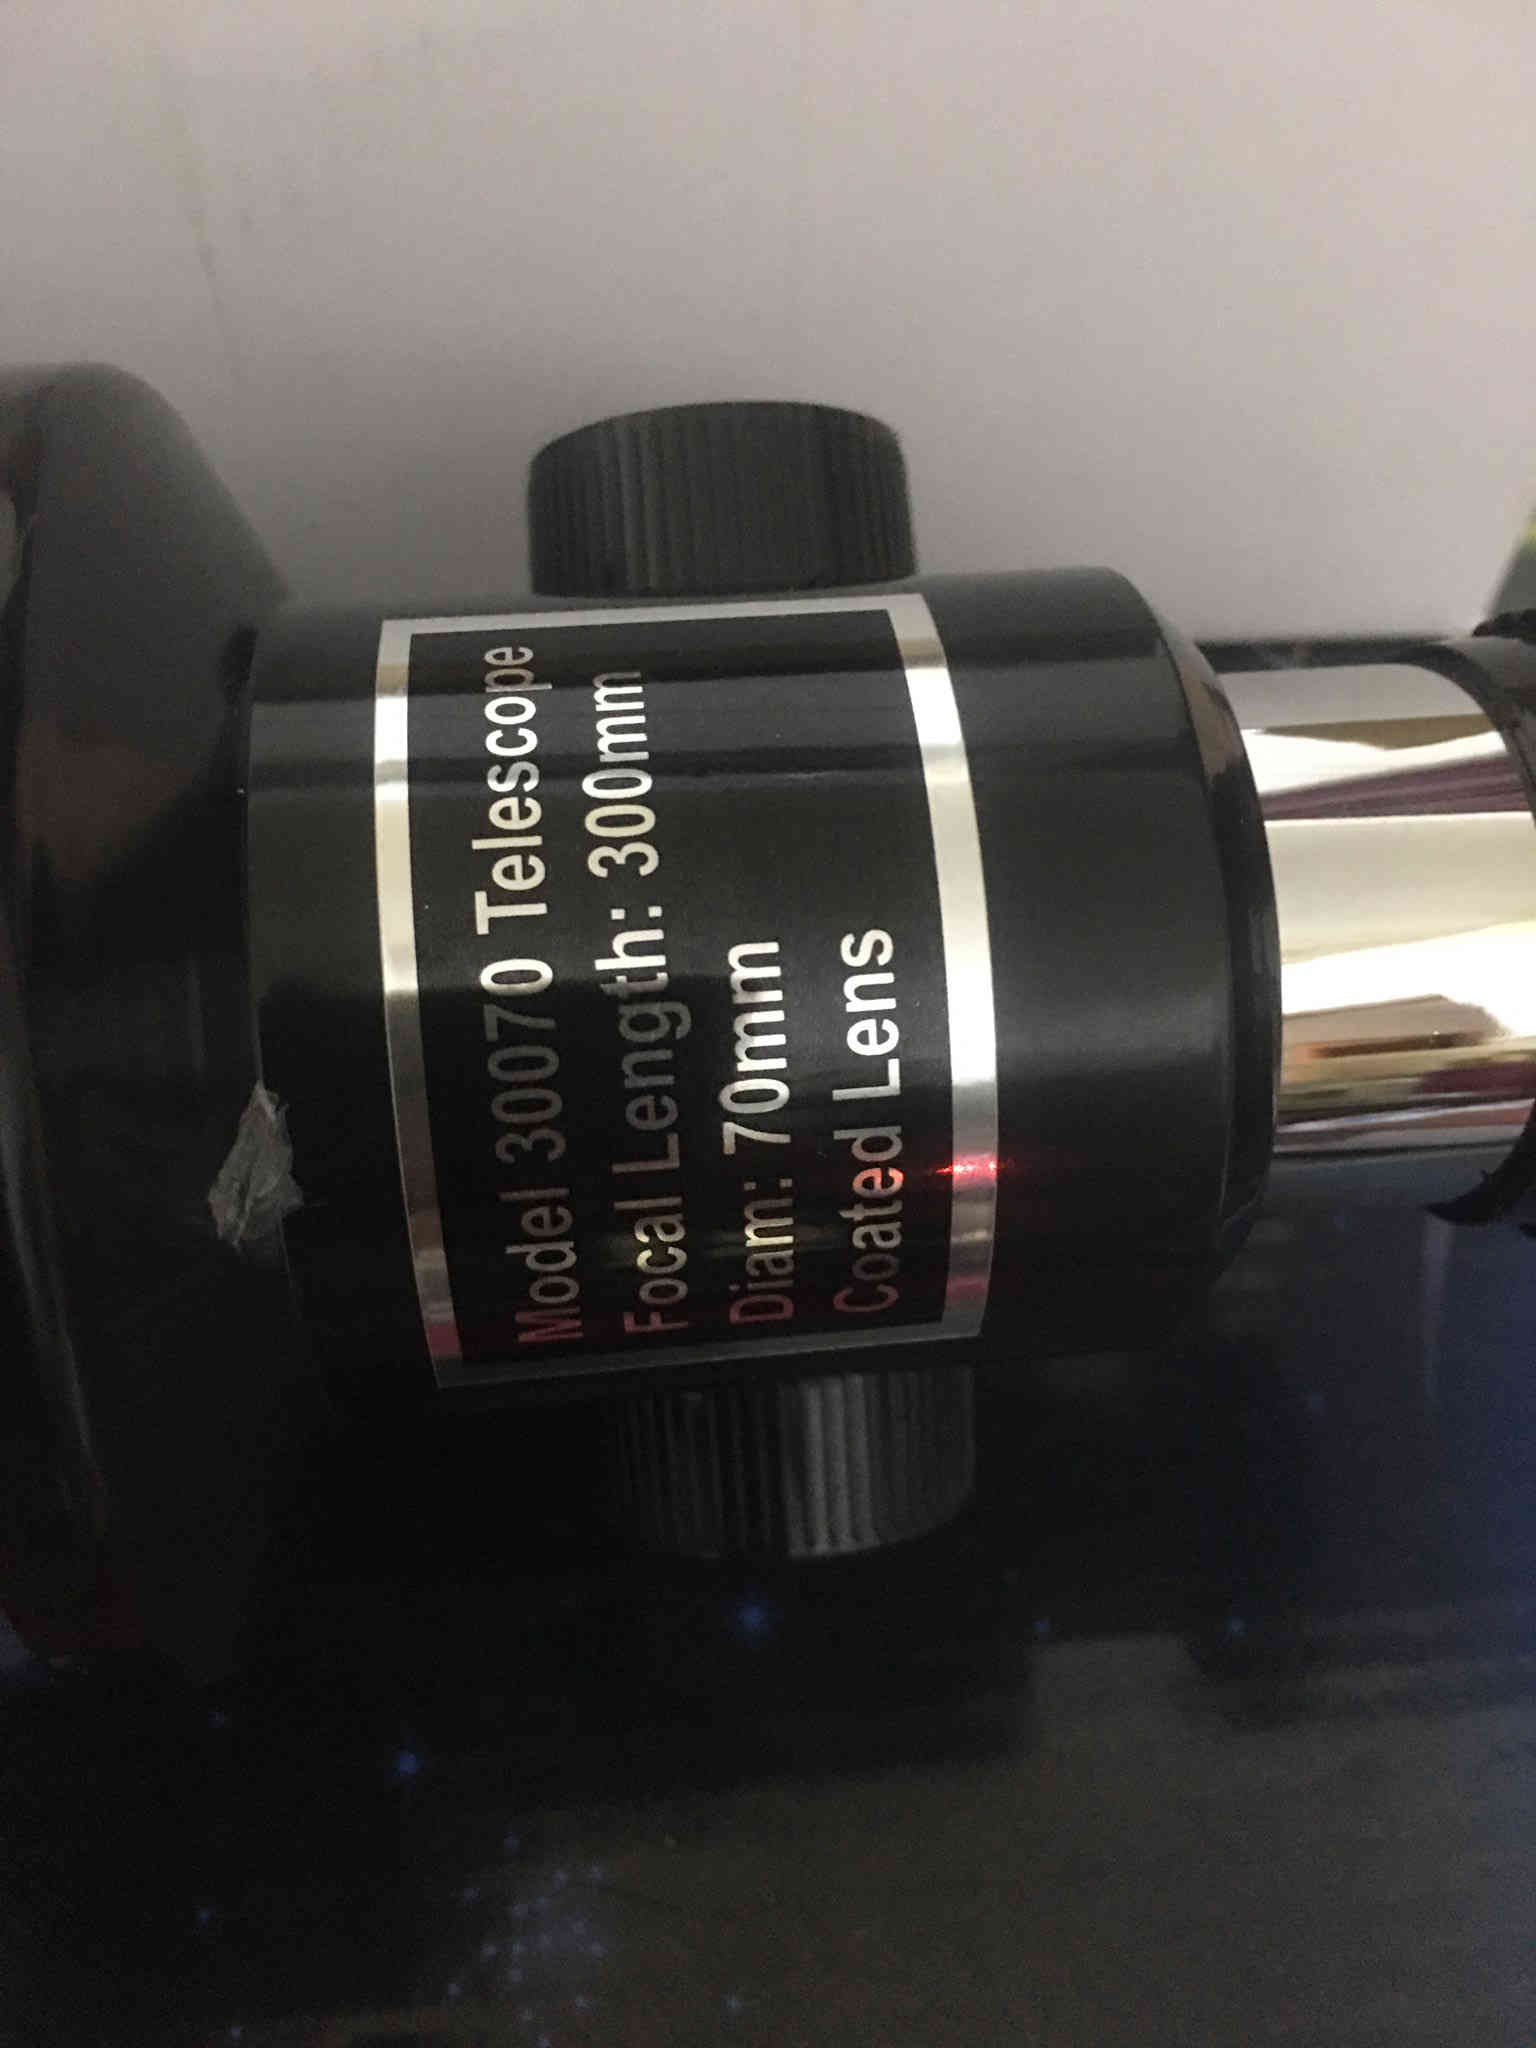 Model 30070 Telescope
Focal Length: 300mm
Diam: 70mm
Coated Lens